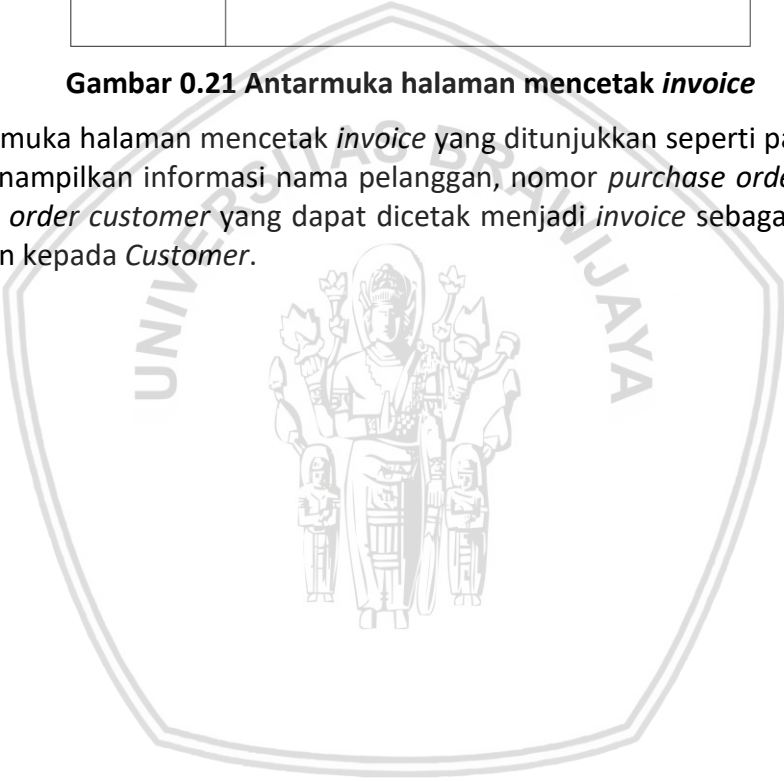 Gambar 0.21 Antarmuka halaman mencetak invoice
muka halaman mencetak invoice yang ditunjukkan seperti pa
nampilkan informasi nama pelanggan, nomor purchase orde
order customer yang dapat dicetak menjadi invoice sebaga
n kepada Customer.
UNIVERSITAS BRAWIJAYA